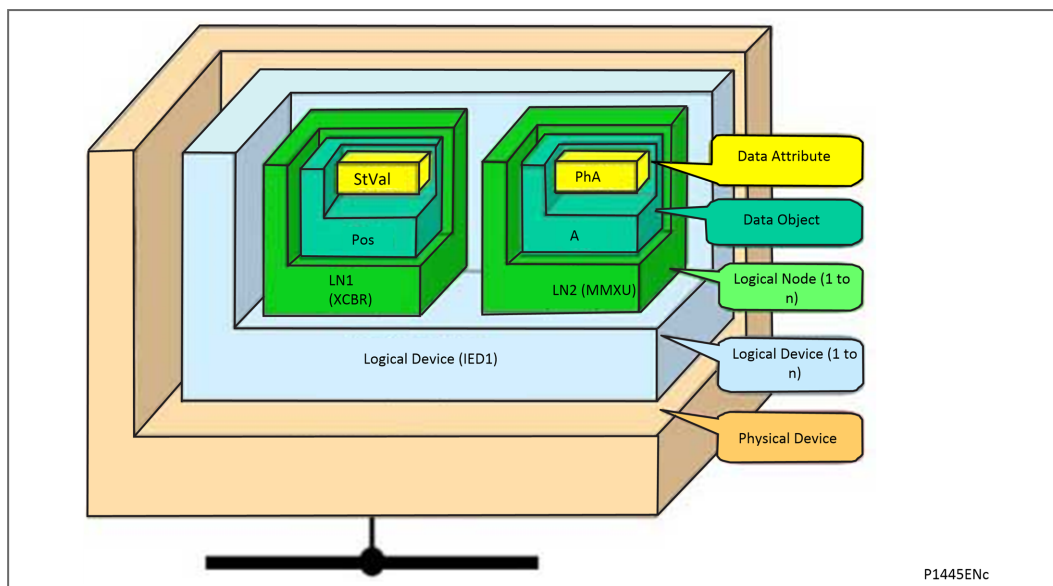 StVal
PhA
Data Attribute
Pos
A
Data Object
LN1
(XCBR)
LN2 (MMXU)
Logical Node (1 to
n)
Logical Device (IED1)
Logical Device (1 to
n)
Physical Device
P1445ENc